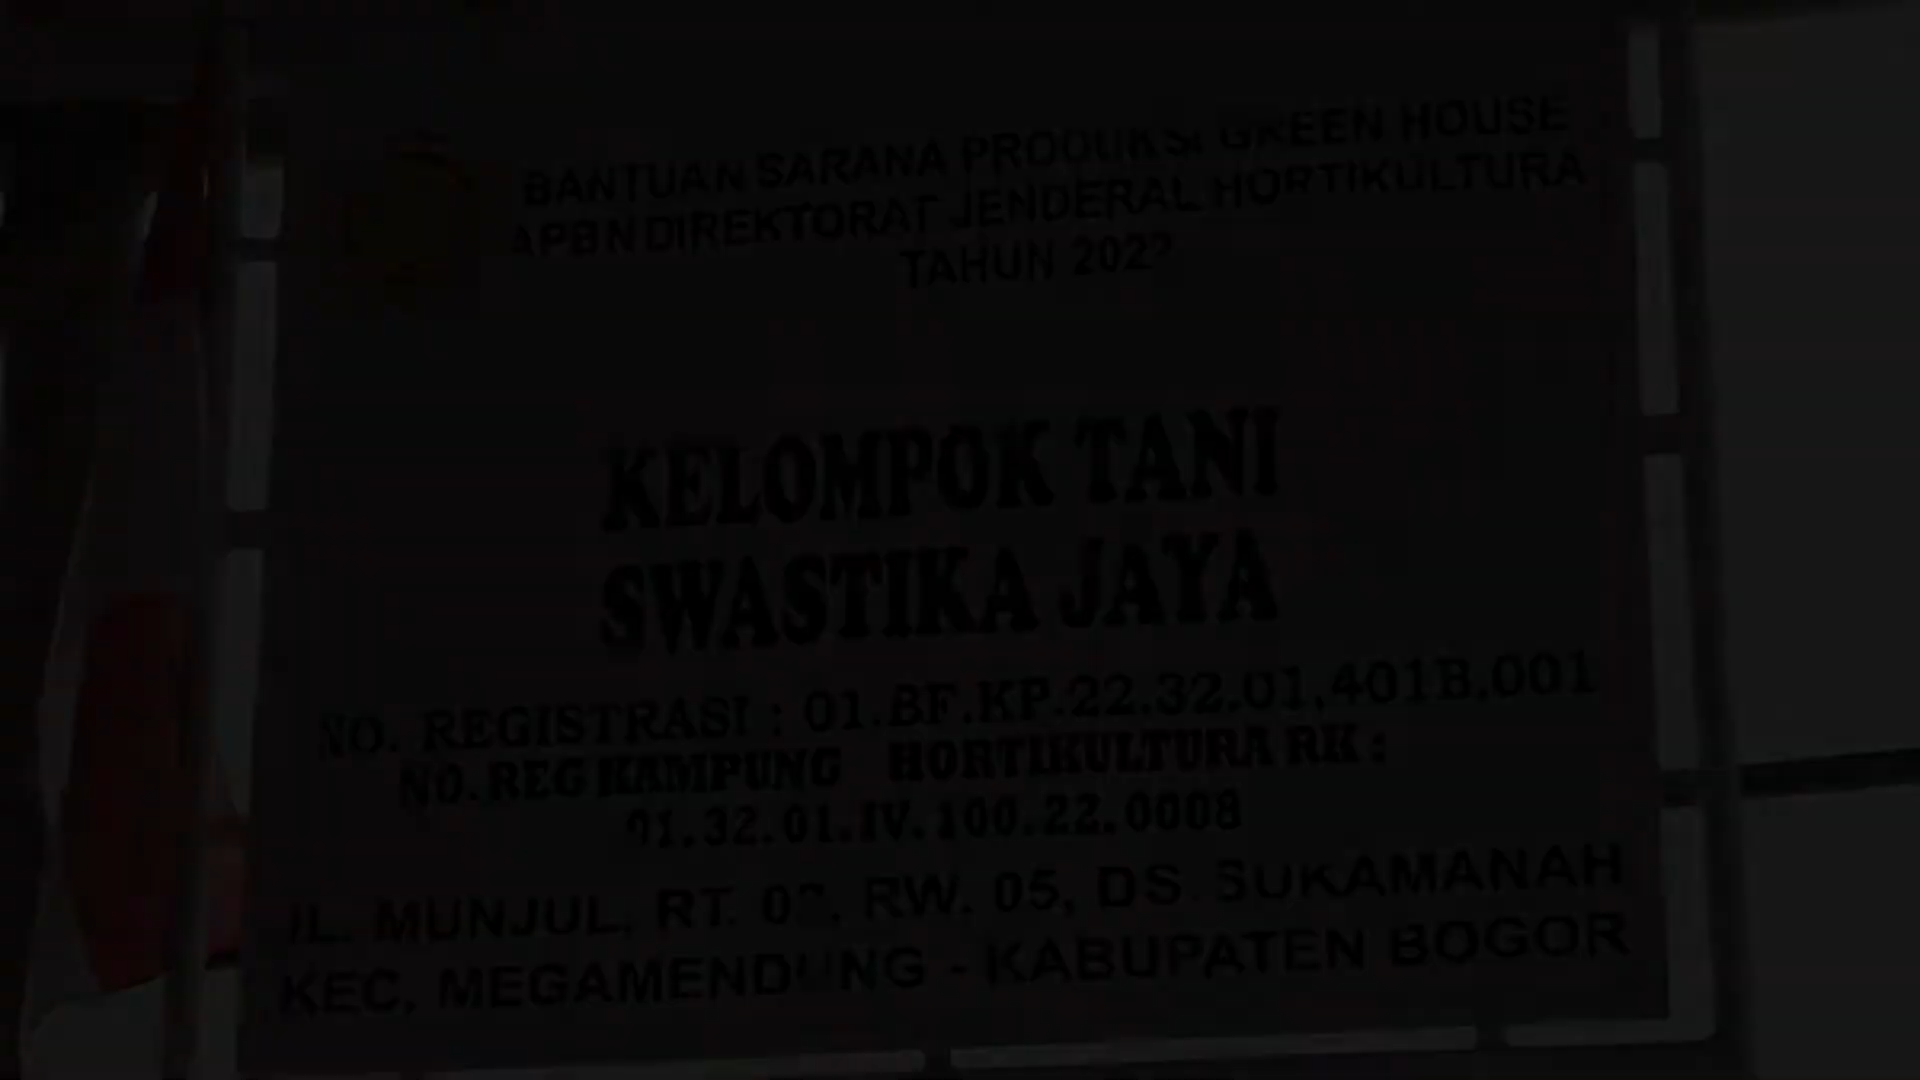 BANTUAN SARANA PRODUKSI GREEN HOUSE
APBN DIREKTORAT JENDERAL HORTIKULTURA
TAHUN
KELOMPOK TANI
SWASTIKA JAYA
NO. REGISTRASI : 01.BF.KP.22.32.01.401B.001
NO. REG KAMPUNG HORTIKULTURA RK :
01.32.01.IV.100.22.0008
JL. MUNJUL, RT. RW. 05, DS. SUKAMANAH
KEC, MEGAMENDUNG - KABUPATEN BOGOR